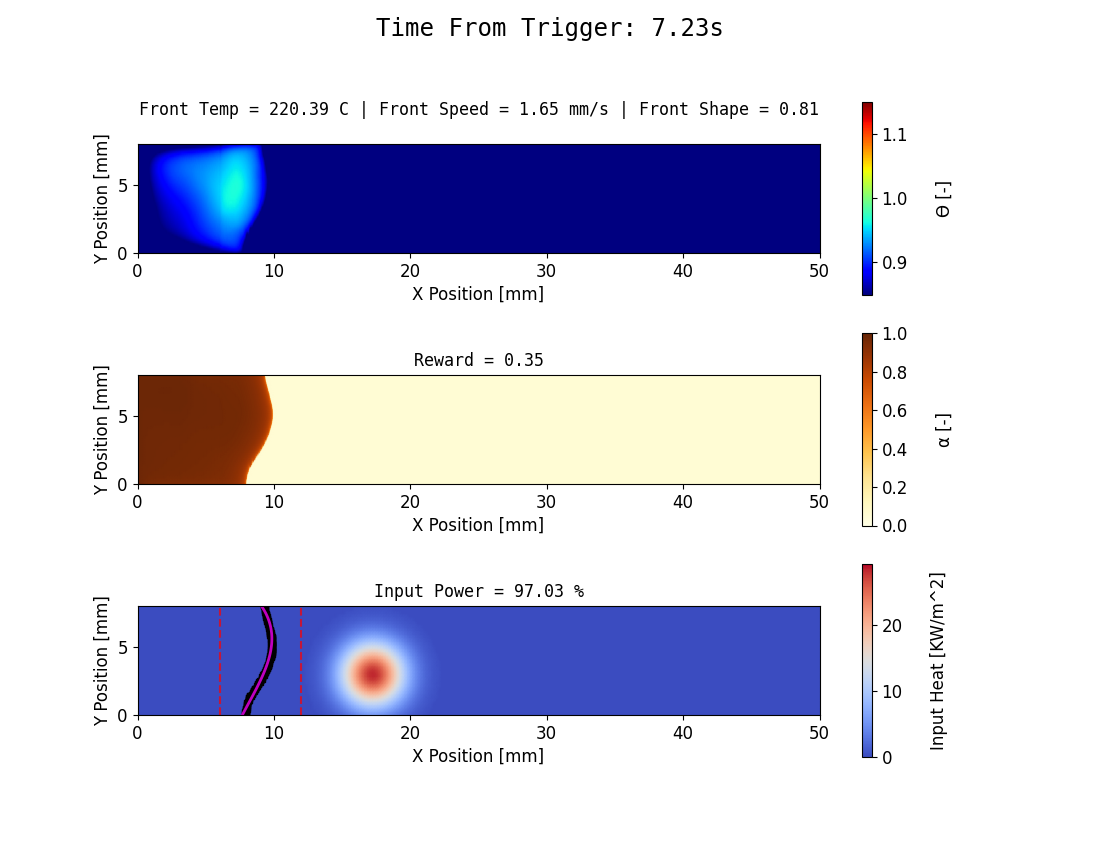 Time From Trigger: 7.23s
Front Temp = 220.39 C | Front Speed = 1.65 mm/s | Front Shape = 0.81
Y Position [mm]
5
0
0 10 20 30 40 50
X Position [mm]
1.1
1.0
0.9
Θ [-]
Reward = 0.35
Y Position [mm]
5
0
0 10 20 30 40 50
X Position [mm]
1.0
0.8
0.6
0.4
0.2
0.0
α [-]
Input Power = 97.03 %
Y Position [mm]
5
0
0 10 20 30 40 50
X Position [mm]
20
10
0
Input Heat [KW/m^2]